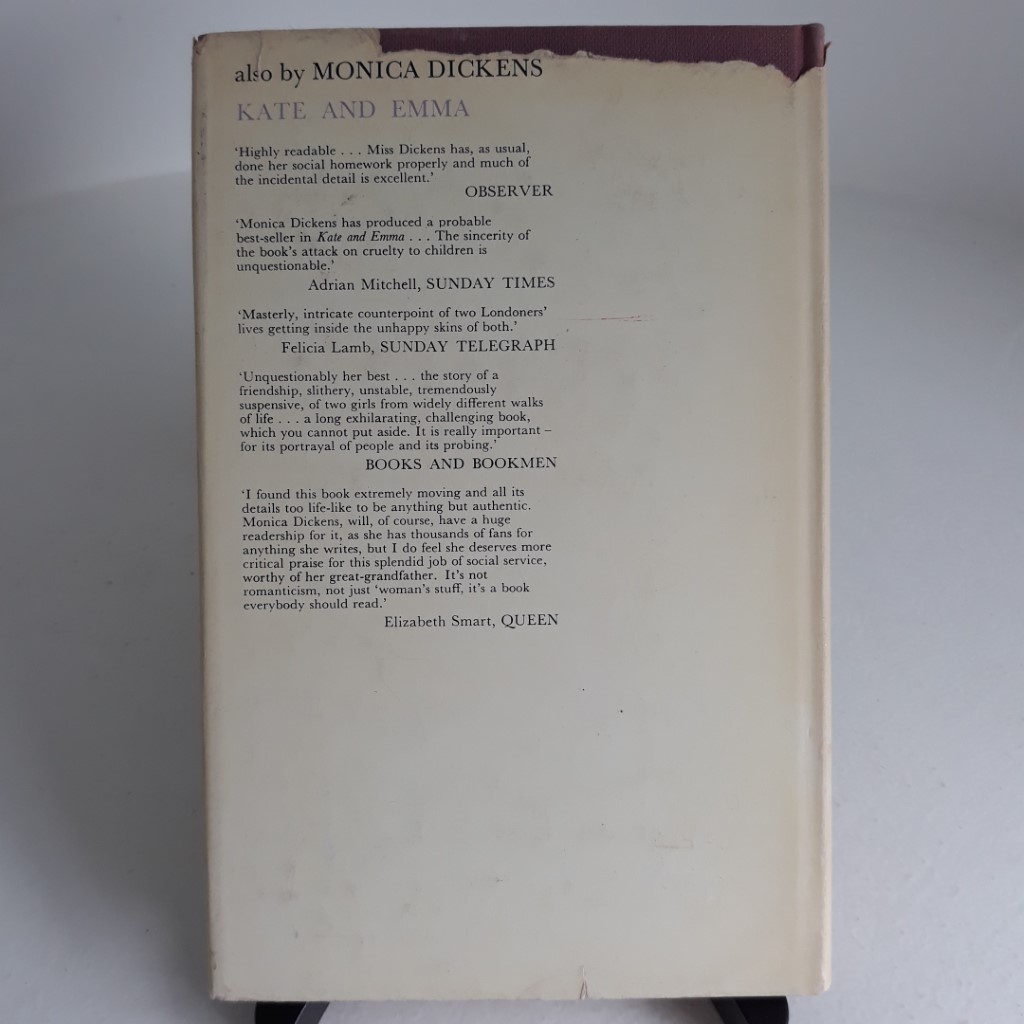 also by MONICA DICKENS
KATE AND EMMA
'Highly readable . . . Miss Dickens has, as usual,
done her social homework properly and much of
the incidental detail is excellent.'
OBSERVER
'Monica Dickens has produced a probable
best-seller in Kate and Emma . . . The sincerity of
the book's attack on cruelty to children is
unquestionable.'
Adrian Mitchell, SUNDAY TIMES
'Masterly, intricate counterpoint of two Londoners'
lives getting inside the unhappy skins of both.'
Felicia Lamb, SUNDAY TELEGRAPH
'Unquestionably her best . . . the story of a
friendship, slithery, unstable, tremendously
suspensive, of two girls from widely different walks
of life . . . a long exhilarating, challenging book,
which you cannot put aside. It is really important –
for its portrayal of people and its probing.'
BOOKS AND BOOKMEN
'I found this book extremely moving and all its
details too life-like to be anything but authentic.
Monica Dickens, will, of course, have a huge
readership for it, as she has thousands of fans for
anything she writes, but I do feel she deserves more
critical praise for this splendid job of social service,
worthy of her great-grandfather. It's not
romanticism, not just 'woman's stuff, it's a book
everybody should read.'
Elizabeth Smart, QUEEN